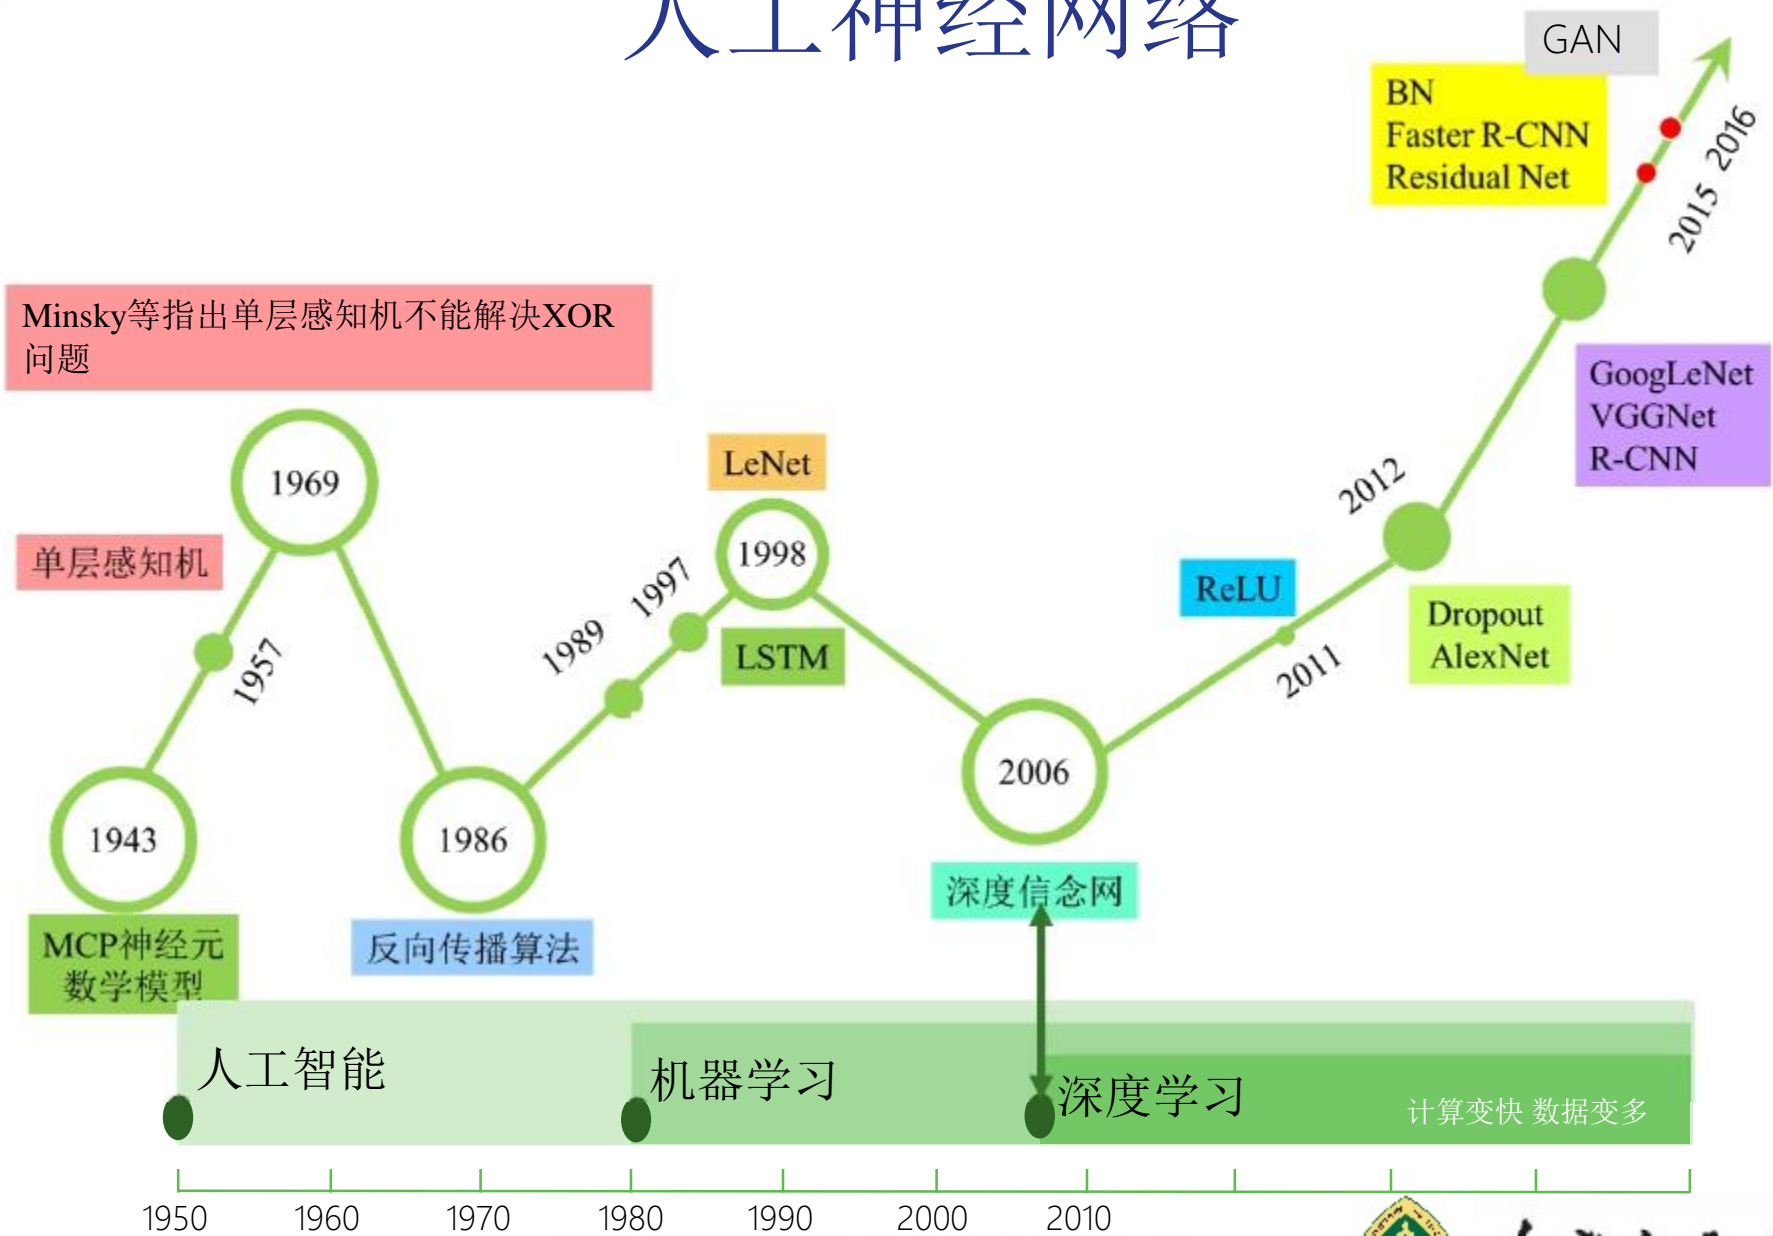 人工神经网络
GAN
BN
Faster R-CNN
Residual Net
2016
2015
Minsky等指出单层感知机不能解决XOR
问题
GoogLeNet
VGGNet
R-CNN
1969
LeNet
2012
单层感知机
1998
1997
ReLU
Dropout
AlexNet
1989
1957
LSTM
2011
2006
1943
1986
深度信念网
MCP神经元
数学模型
反向传播算法
人工智能
机器学习
深度学习
计算变快 数据变多
1950 1960 1970 1980 1990 2000 2010